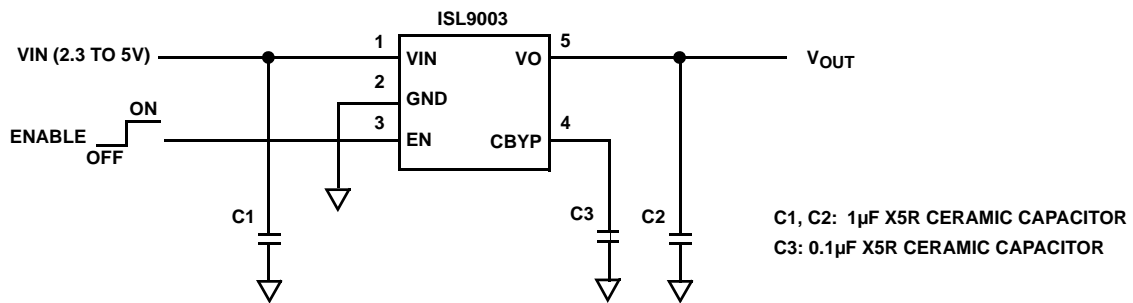 ISL9003
VIN (2.3 TO 5V)
1
VIN
VO
5
VOUT
2
GND
ENABLE
OFF
ON
3
EN
CBYP
4
C1
C3
C2
C1, C2: 1µF X5R CERAMIC CAPACITOR
C3: 0.1µF X5R CERAMIC CAPACITOR